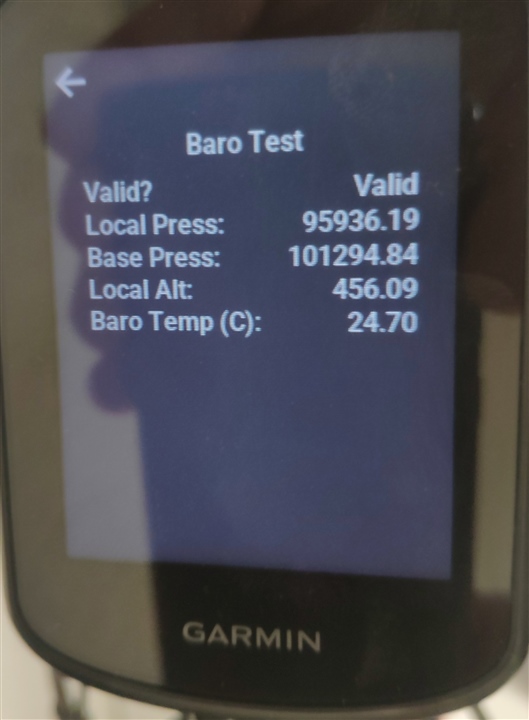 Baro Test
Valid? Valid
Local Press: 95936.19
Base Press: 101294.84
Local Alt: 456.09
Baro Temp (C): 24.70
GARMIN